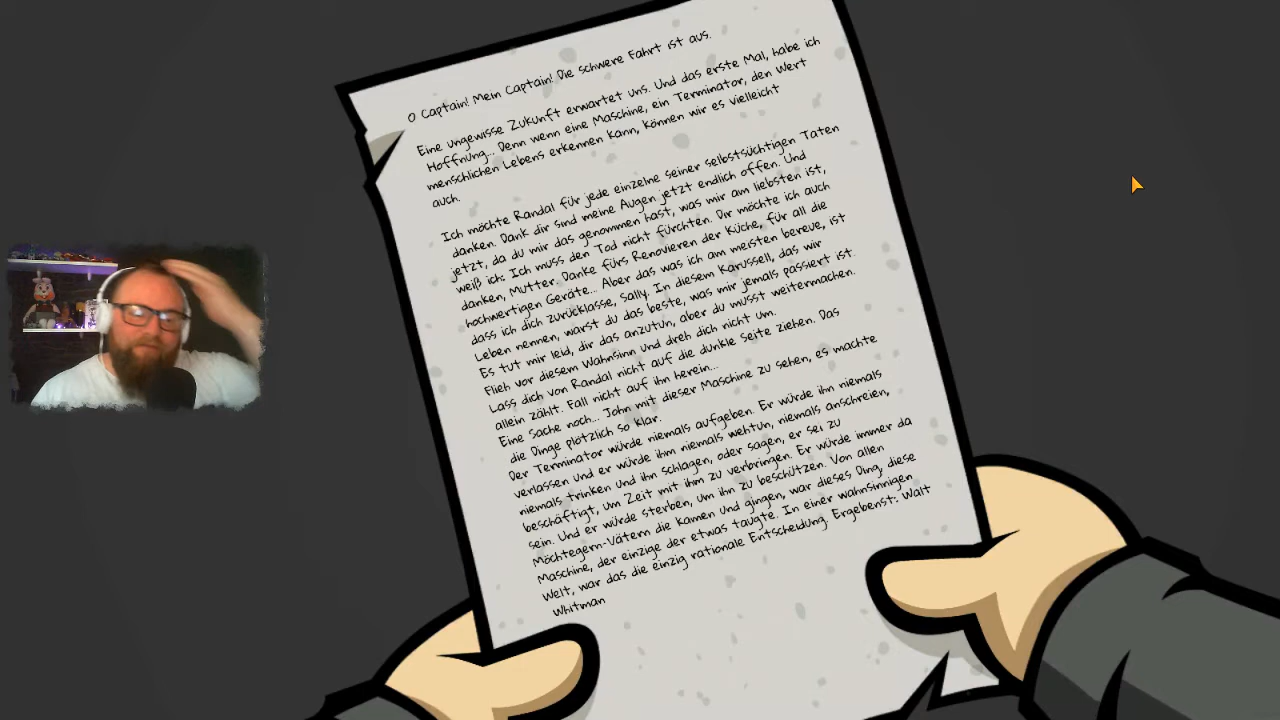 O Captain! Mein Captain! Die schwere Fahrt ist aus.
Eine ungewisse Zukunft erwartet uns. Und das erste Mal, habe ich
Hoffnung... Denn wenn eine Maschine, ein Terminator, den Wert
menschlichen Lebens erkennen kann, können wir es vielleicht
auch.
Ich möchte Randal für jede einzelne seiner selbstsüchtigen Taten
danken. Dank dir sind meine Augen jetzt endlich offen. Und
jetzt, da du mir das genommen hast, was mir am liebsten ist,
weiß ich: Ich muss den Tod nicht fürchten. Dir möchte ich auch
danken, Mutter. Danke fürs Renovieren der Küche, für all die
hochwertigen Geräte... Aber das was ich am meisten bereue, ist
dass ich dich zurücklasse, Sally. In diesem Karussell, das wir
Leben nennen, warst du das beste, was mir jemals passiert ist.
Es tut mir leid, dir das anzutun, aber du musst weitermachen.
Flieh vor diesem Wahnsinn und dreh dich nicht um.
Lass dich von Randal nicht auf die dunkle Seite ziehen. Das
allein zählt. Fall nicht auf ihn herein...
Eine Sache noch... John mit dieser Maschine zu sehen, es machte
die Dinge plötzlich so klar.
Der Terminator würde niemals aufgeben. Er würde ihn niemals
verlassen und er würde ihm niemals wehtun, niemals anschreien,
niemals trinken und ihn schlagen, oder sagen, er sei zu
beschäftigt, um Zeit mit ihm zu verbringen. Er würde immer da
sein. Und er würde sterben, um ihn zu beschützen. Von allen
Möchtegern-Vätern die kamen und gingen, war dieses Ding, diese
Maschine, der einzige der etwas taugte. In einer wahnsinnigen
Welt, war das die einzig rationale Entscheidung. Ergebenst: Walt
Whitman